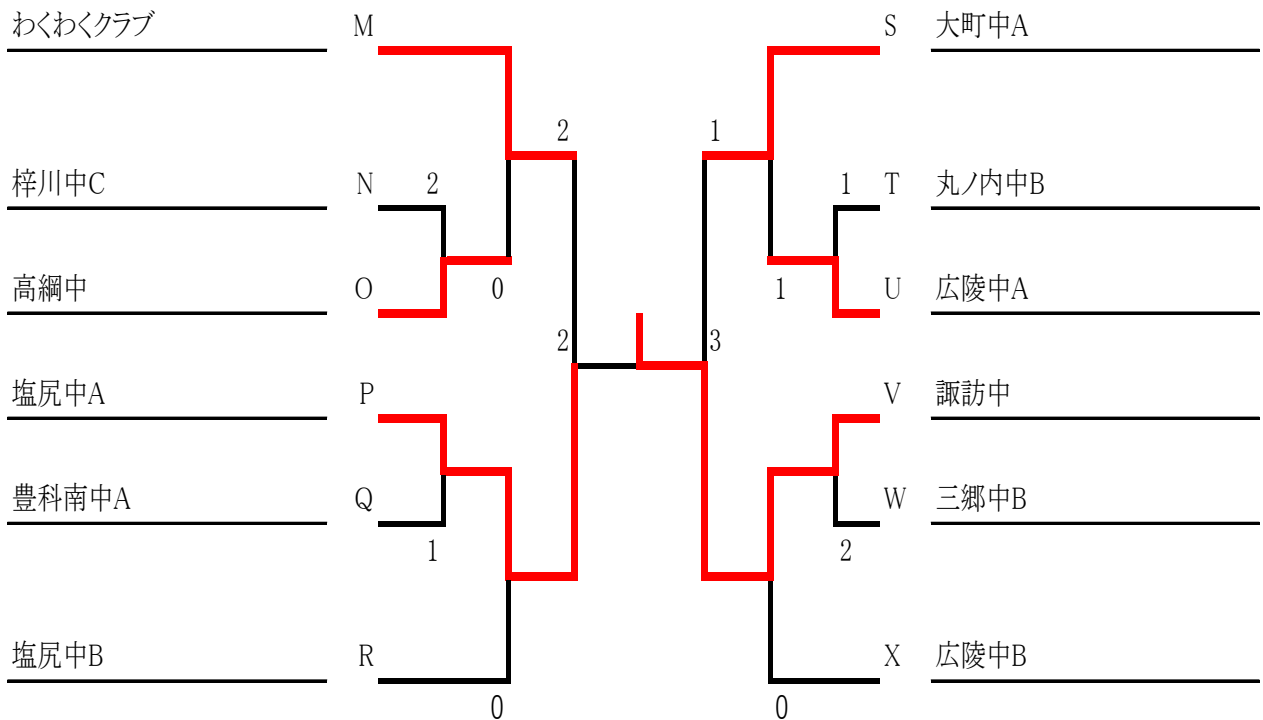 わくわくクラブ M S 大町中A
2 1
梓川中C N 2 1 T 丸ノ内中B
高綱中 O 0 1 U 広陵中A
2 3
塩尻中A P V 諏訪中
豊科南中A Q W 三郷中B
1 2
塩尻中B R X 広陵中B
0 0